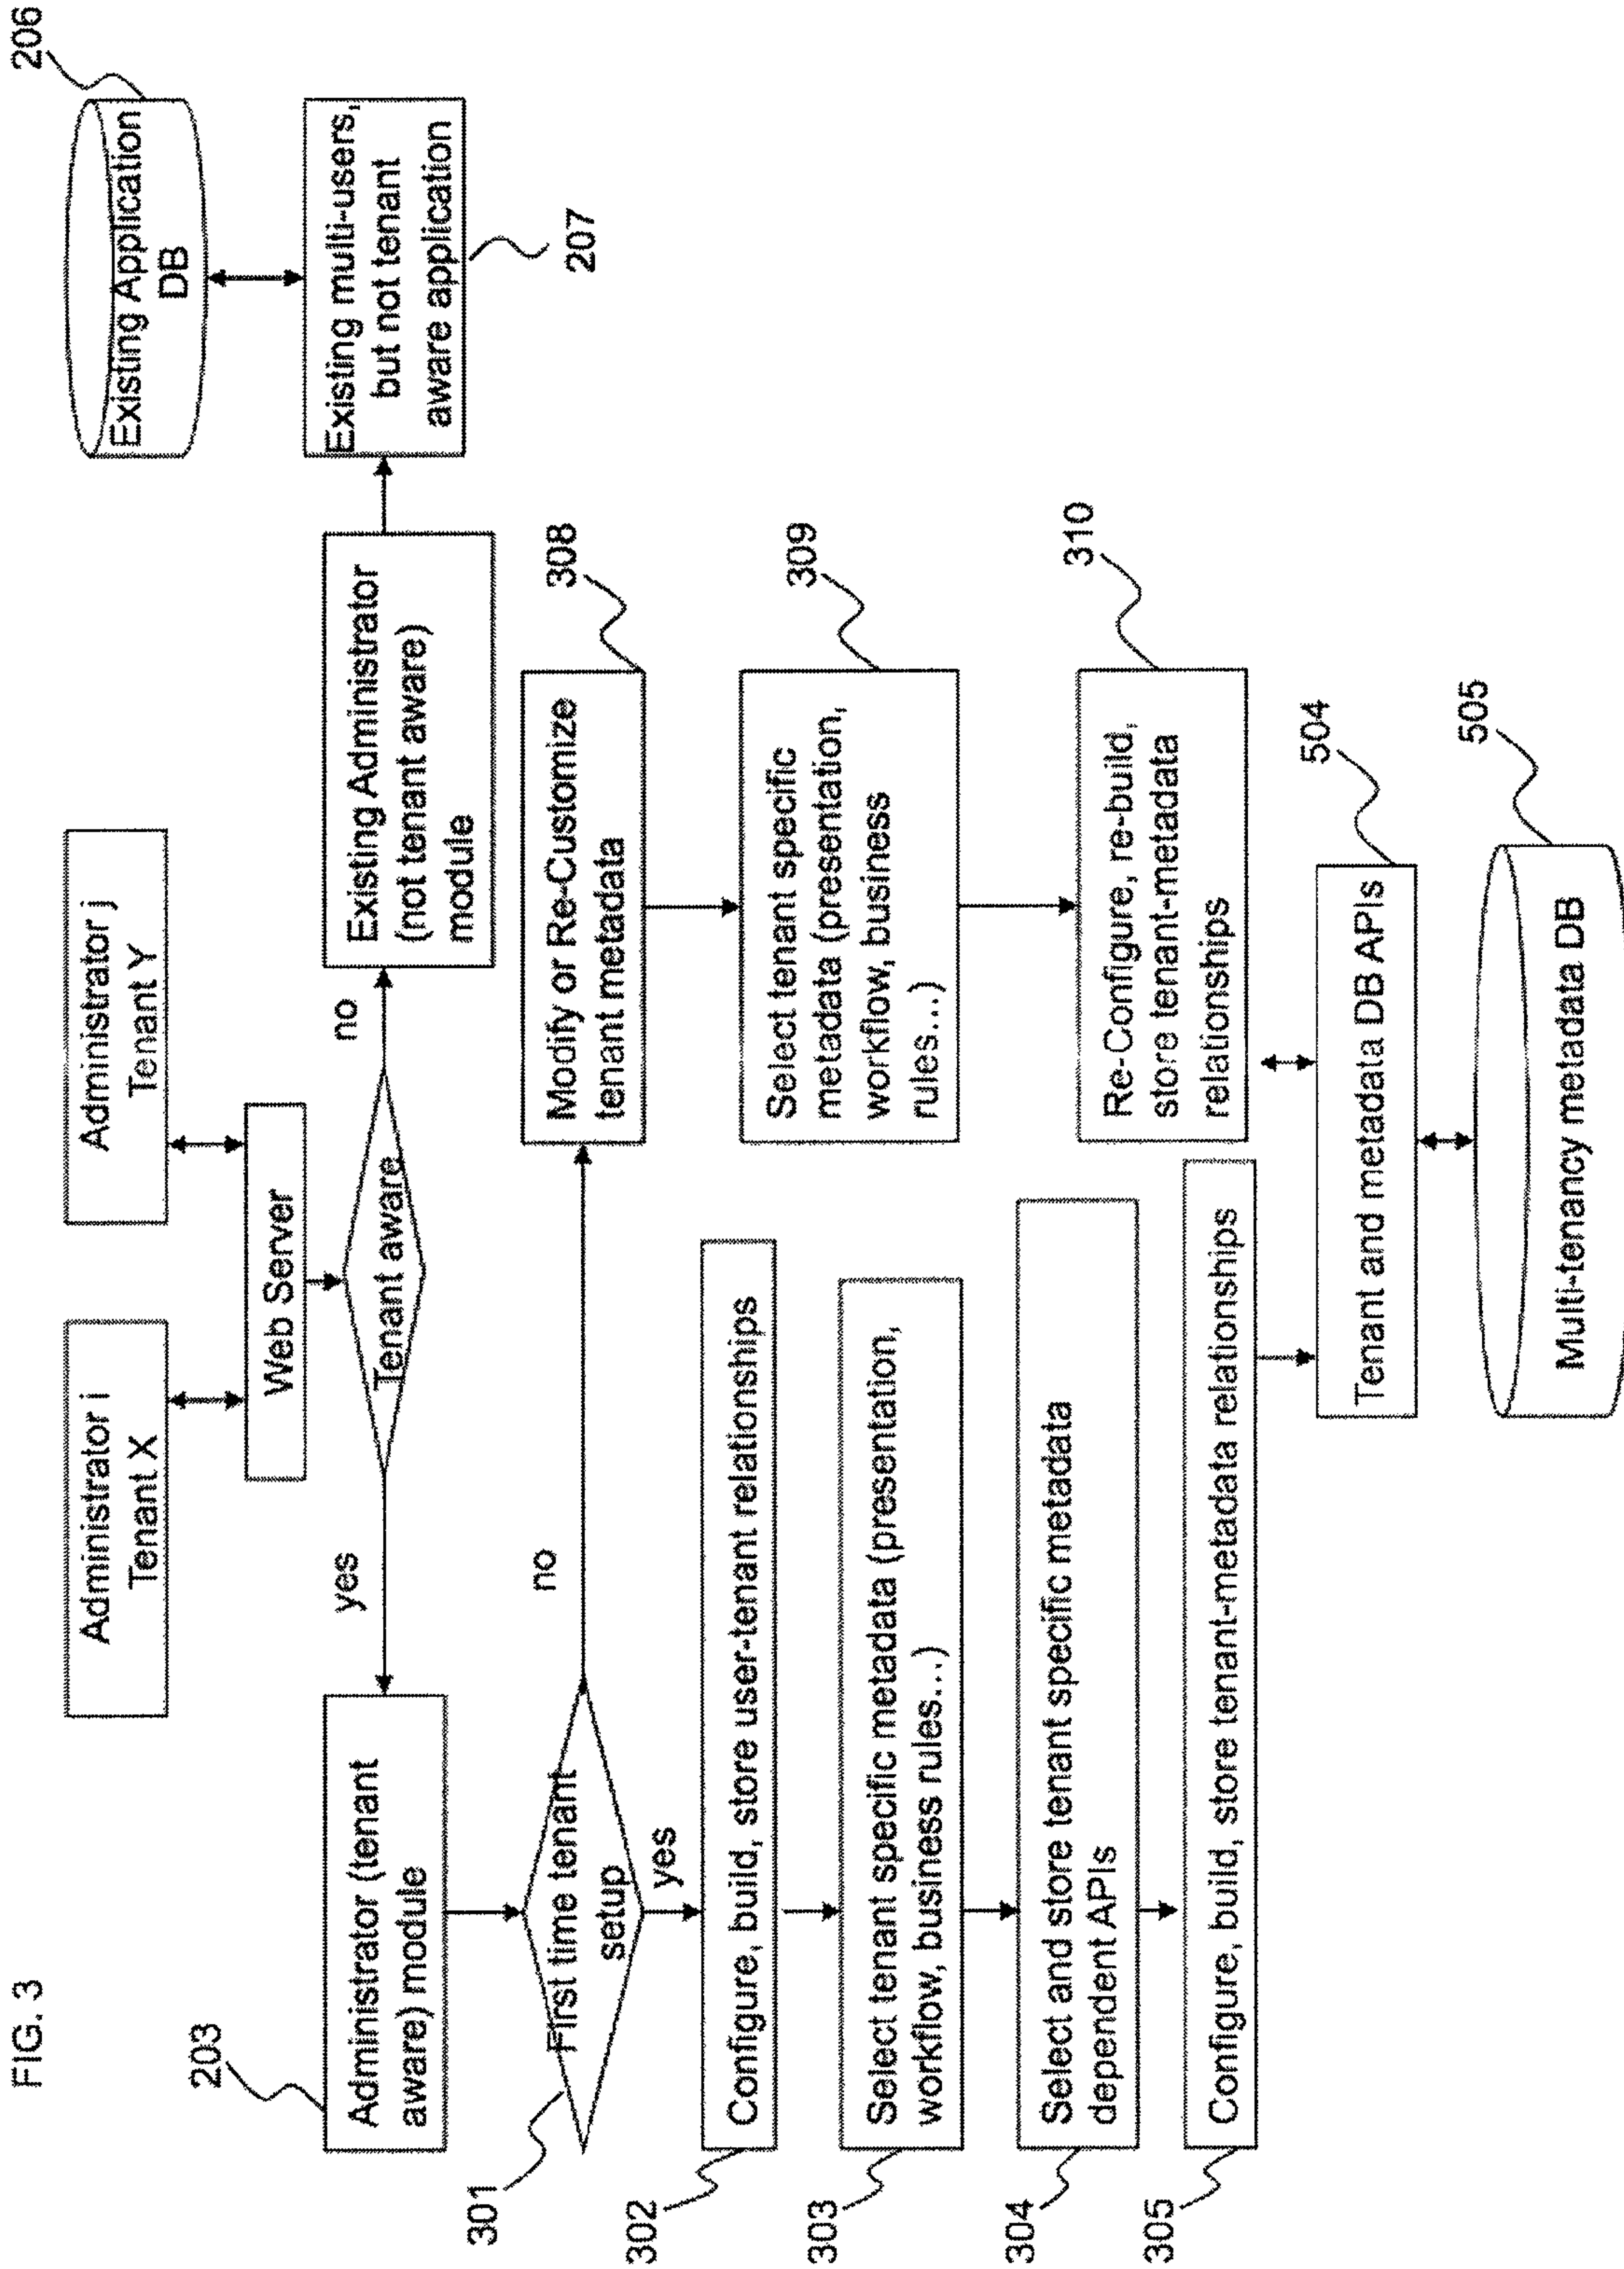 FIG. 3
Administrator i
Tenant X
Administrator j
Tenant Y
206
Existing Application
DB
Web Server
203
Administrator (tenant
aware) module
yes
Tenant aware
no
Existing Administrator
(not tenant aware)
module
Existing multi-users,
but not tenant
aware application
207
301
First time tenant
setup
no
yes
Modify or Re-Customize
tenant metadata
308
302
Configure, build, store user-tenant relationships
303
Select tenant specific metadata (presentation,
workflow, business rules...)
Select tenant specific
metadata (presentation,
workflow, business
rules...)
309
304
Select and store tenant specific metadata
dependent APIs
305
Configure, build, store tenant-metadata relationships
Re-Configure, re-build,
store tenant-metadata
relationships
310
Tenant and metadata DB APIs
504
Multi-tenancy metadata DB
505